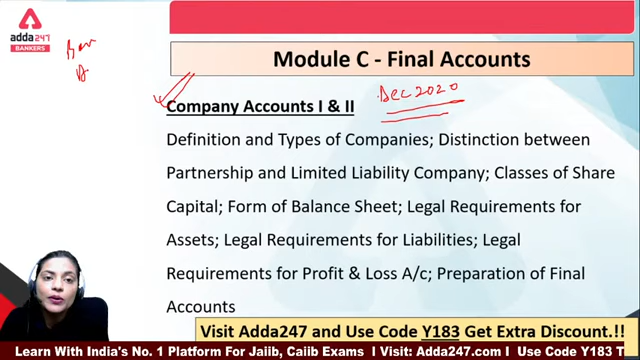 adda247
BANKERS
Module C - Final Accounts
Company Accounts I & II
Dec 2020
Definition and Types of Companies; Distinction between
Partnership and Limited Liability Company; Classes of Share
Capital; Form of Balance Sheet; Legal Requirements for
Assets; Legal Requirements for Liabilities; Legal
Requirements for Profit & Loss A/c; Preparation of Final
Accounts
Visit Adda247 and Use Code Y183 Get Extra Discount.!!
Learn With India's No. 1 Platform For Jaiib, Caiib Exams I Visit: Adda247.com I Use Code Y183 T